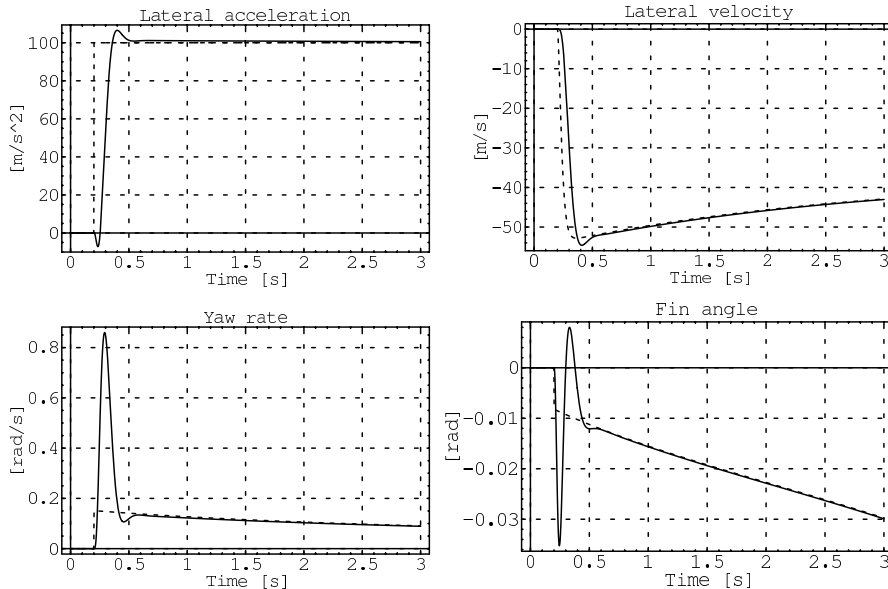 Lateral acceleration
100
80
60
40
20
0
[m/s^2]
0 0.5 1 1.5 2 2.5 3
Time [s]
Lateral velocity
0
-10
-20
-30
-40
-50
[m/s]
0 0.5 1 1.5 2 2.5 3
Time [s]
Yaw rate
0.8
0.6
0.4
0.2
0
[rad/s]
0 0.5 1 1.5 2 2.5 3
Time [s]
Fin angle
0
-0.01
-0.02
-0.03
[rad]
0 0.5 1 1.5 2 2.5 3
Time [s]